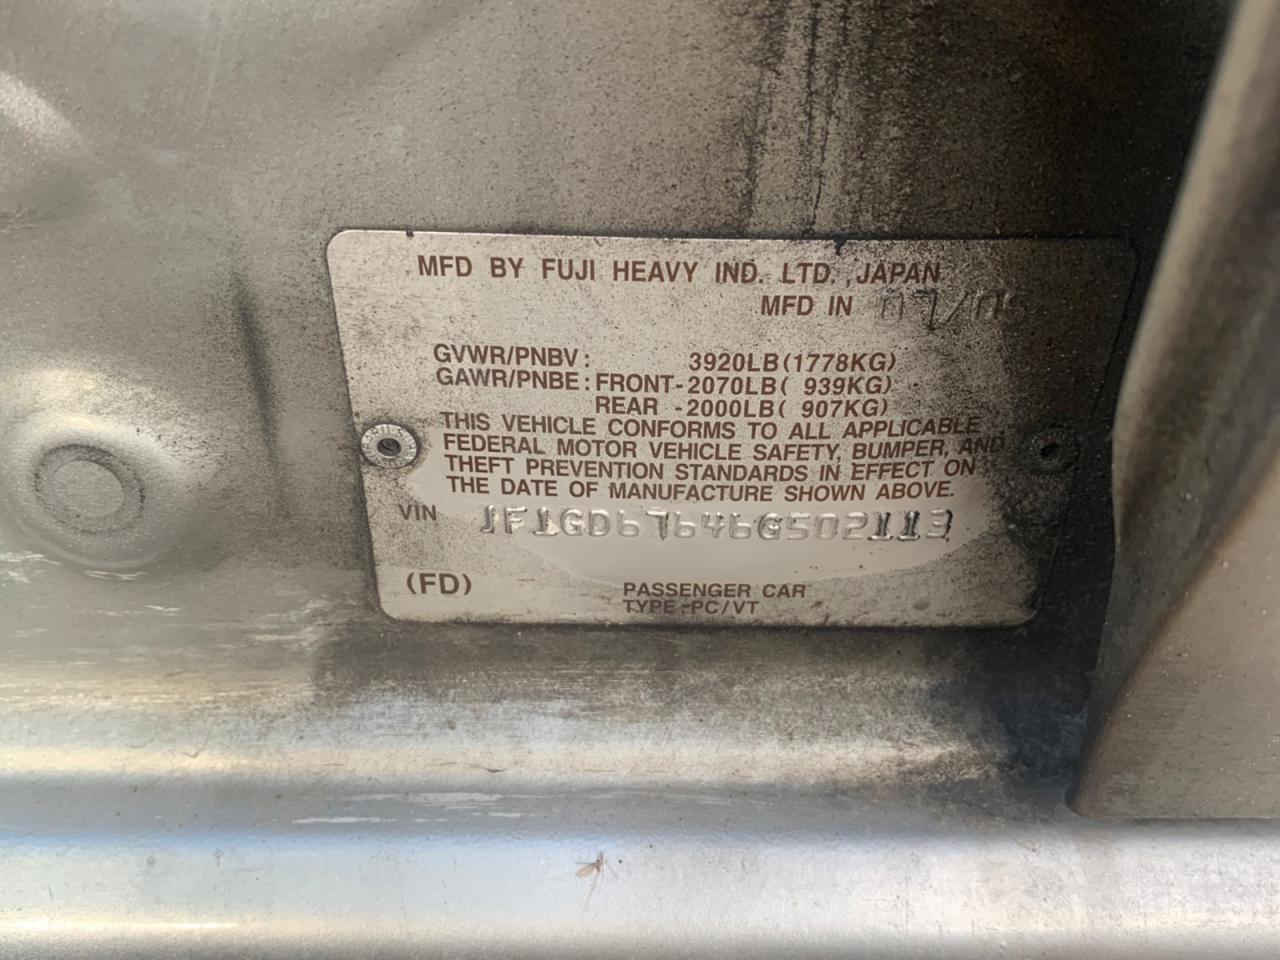 MFD BY FUJI HEAVY IND. LTD. ,JAPAN
MFD IN 07/05
GVWR/PNBV : 3920LB(1778KG)
GAWR/PNBE : FRONT-2070LB( 939KG)
REAR -2000LB( 907KG)
THIS VEHICLE CONFORMS TO ALL APPLICABLE
FEDERAL MOTOR VEHICLE SAFETY, BUMPER, AND
THEFT PREVENTION STANDARDS IN EFFECT ON
THE DATE OF MANUFACTURE SHOWN ABOVE.
VIN JF1GD67646G502113
(FD) PASSENGER CAR
TYPE :PC/VT